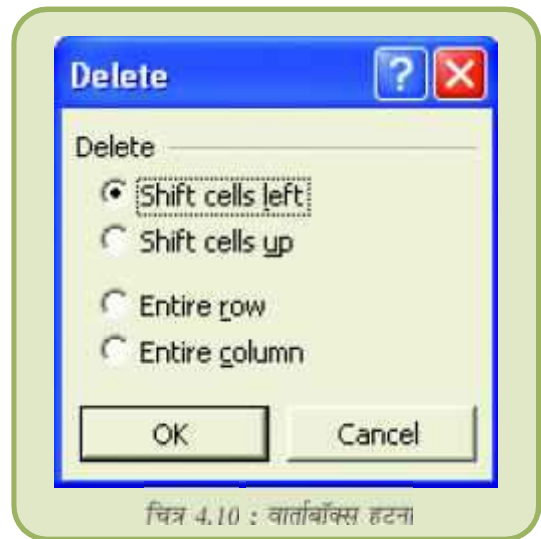 Delete
Delete
Shift cells left
Shift cells up
Entire row
Entire column
OK
Cancel
चित्र 4.10 : वार्ताबॉक्स हटना